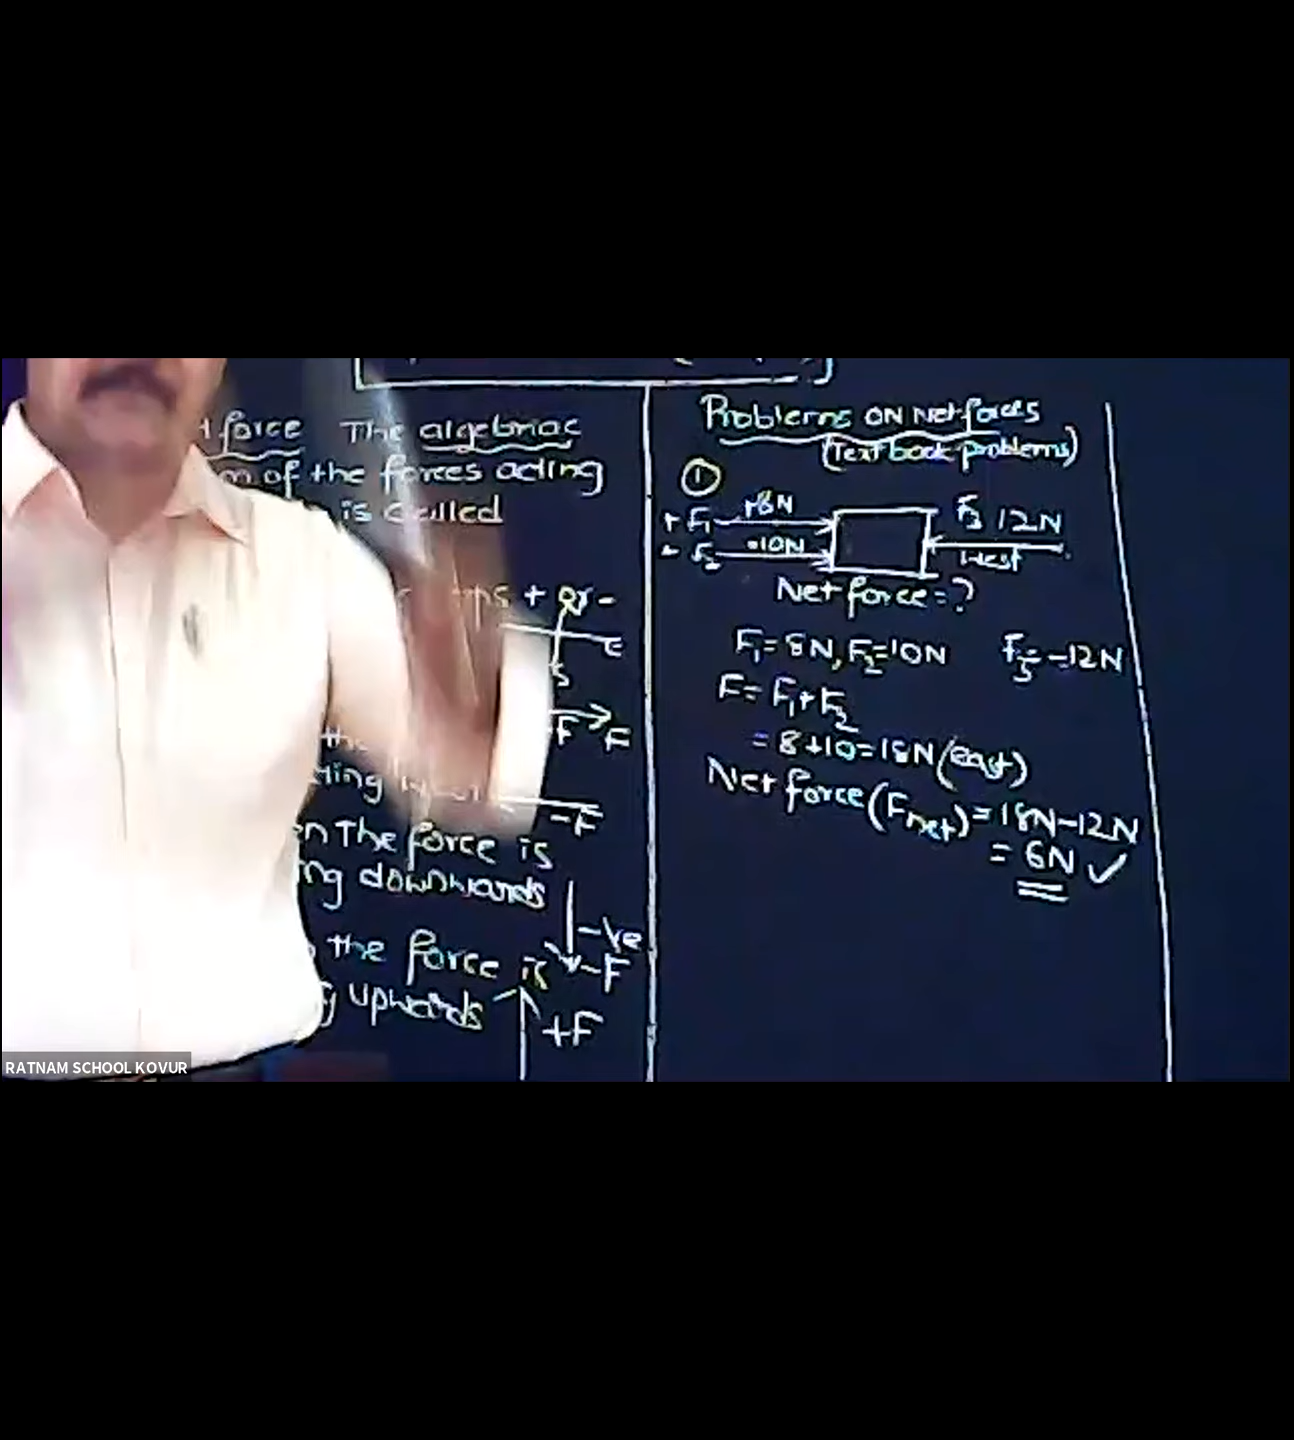 force The algebraic
of the forces acting
is called
+ or -
E
S
F F
-F
The force is
downwards
-ve
-F
the force is
upwards
+F
Problems ON Net forces
(Text book problems)
1
+ F1 +8N
F2 10N
F3 12N
West
Net force = ?
F1 = 8N, F2 = 10N F3 = -12N
F = F1 + F2
= 8 + 10 = 18N (east)
Net force (Fnet) = 18N - 12N
= 6N ✓
RATNAM SCHOOL KOVUR